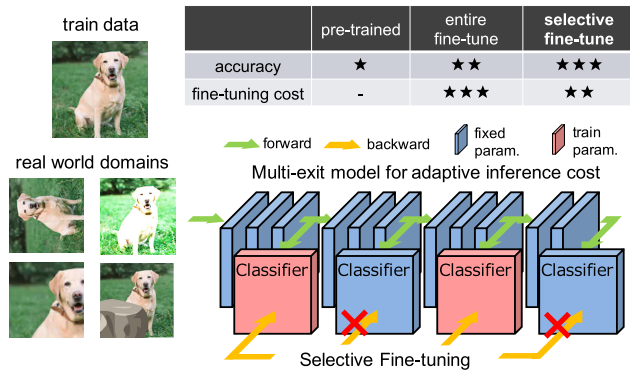 train data
real world domains
pre-trained
entire
fine-tune
selective
fine-tune
accuracy ★ ★★ ★★★
fine-tuning cost - ★★★ ★★
forward
backward
fixed
param.
train
param.
Multi-exit model for adaptive inference cost
Classifier Classifier Classifier Classifier
Selective Fine-tuning